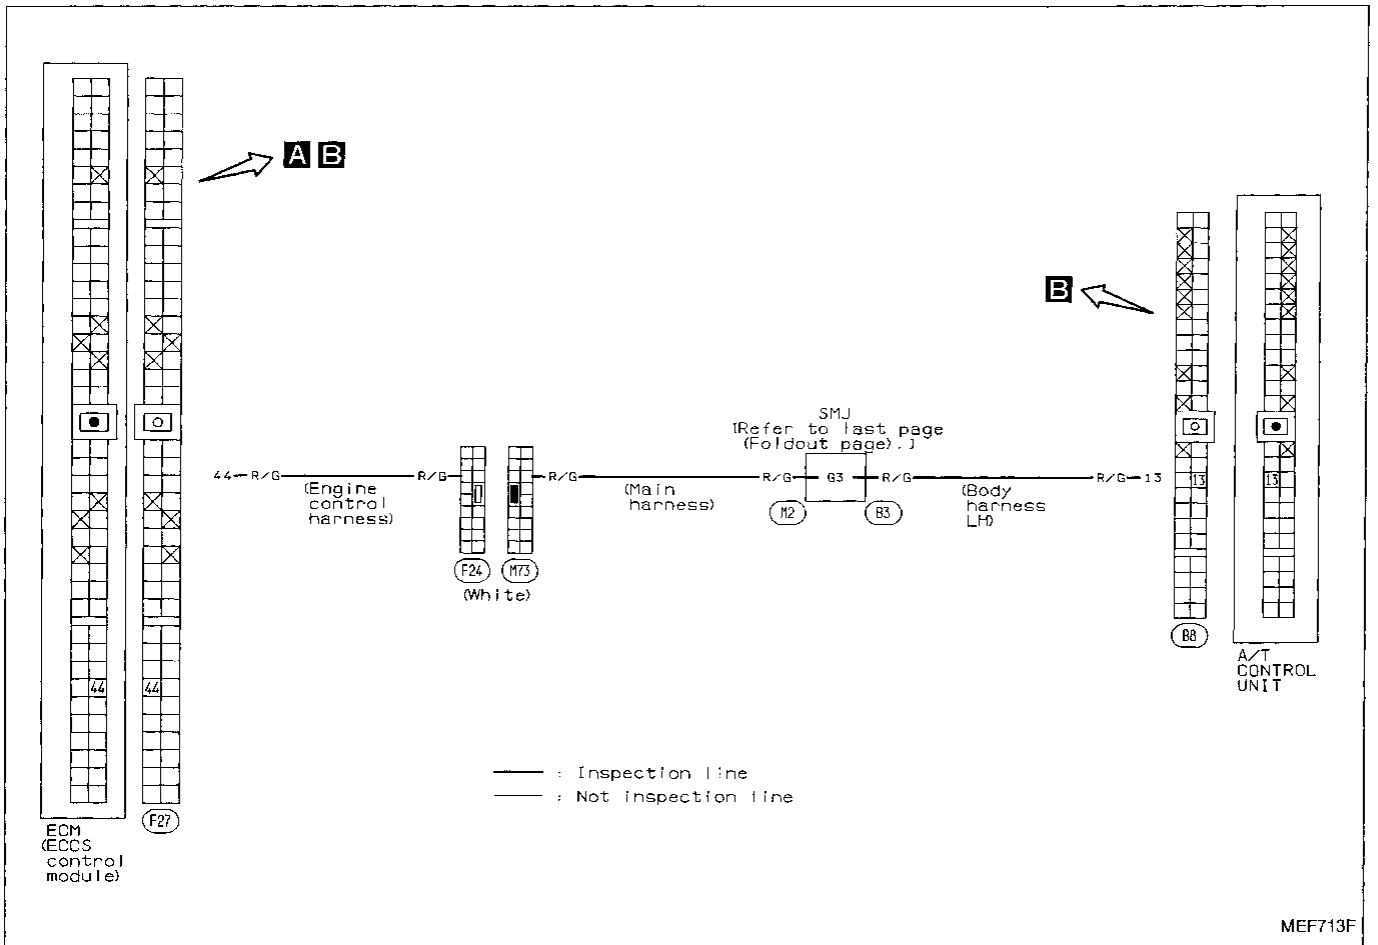 A B
B
SMJ
[Refer to last page
(Foldout page).]
44 R/G
(Engine
control
harness)
R/G
R/G
(Main
harness)
R/G
G3
R/G
(Body
harness
LH)
R/G 13
13
13
M2
B3
F24
M73
(White)
B8
A/T
CONTROL
UNIT
44
44
: Inspection line
: Not inspection line
F27
ECM
(ECCS
control
module)
MEF713F